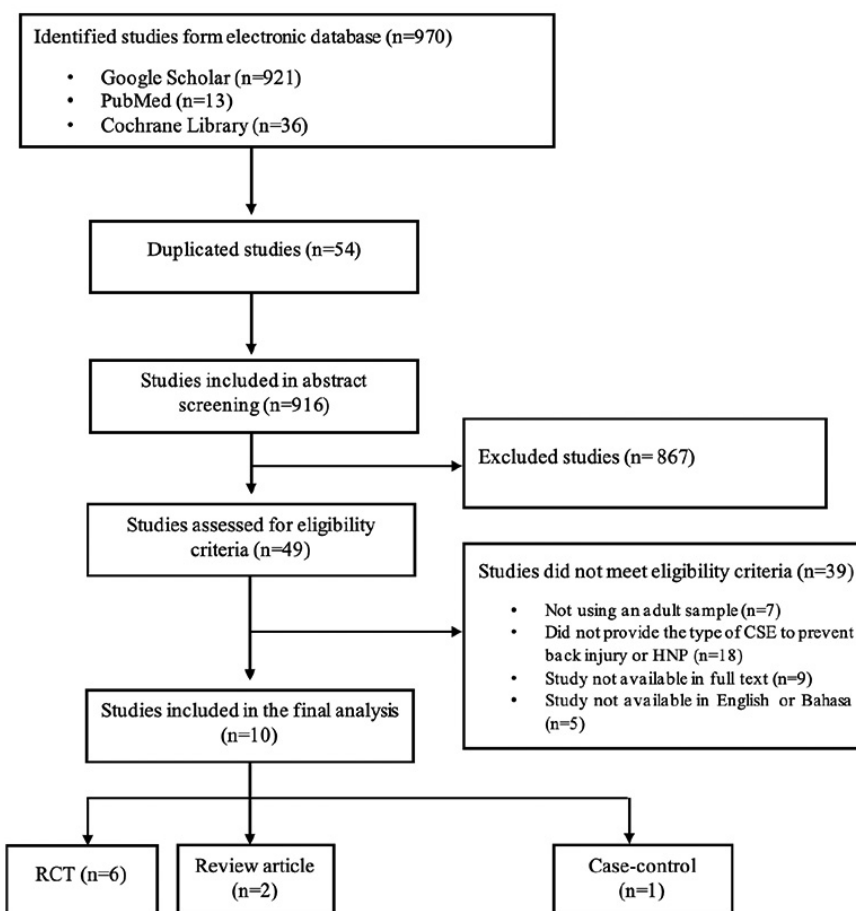 Identified studies form electronic database (n=970)
• Google Scholar (n=921)
• PubMed (n=13)
• Cochrane Library (n=36)
Duplicated studies (n=54)
Studies included in abstract
screening (n=916)
Excluded studies (n= 867)
Studies assessed for eligibility
criteria (n=49)
Studies did not meet eligibility criteria (n=39)
• Not using an adult sample (n=7)
• Did not provide the type of CSE to prevent
back injury or HNP (n=18)
• Study not available in full text (n=9)
• Study not available in English or Bahasa
(n=5)
Studies included in the final analysis
(n=10)
RCT (n=6)
Review article
(n=2)
Case-control
(n=1)